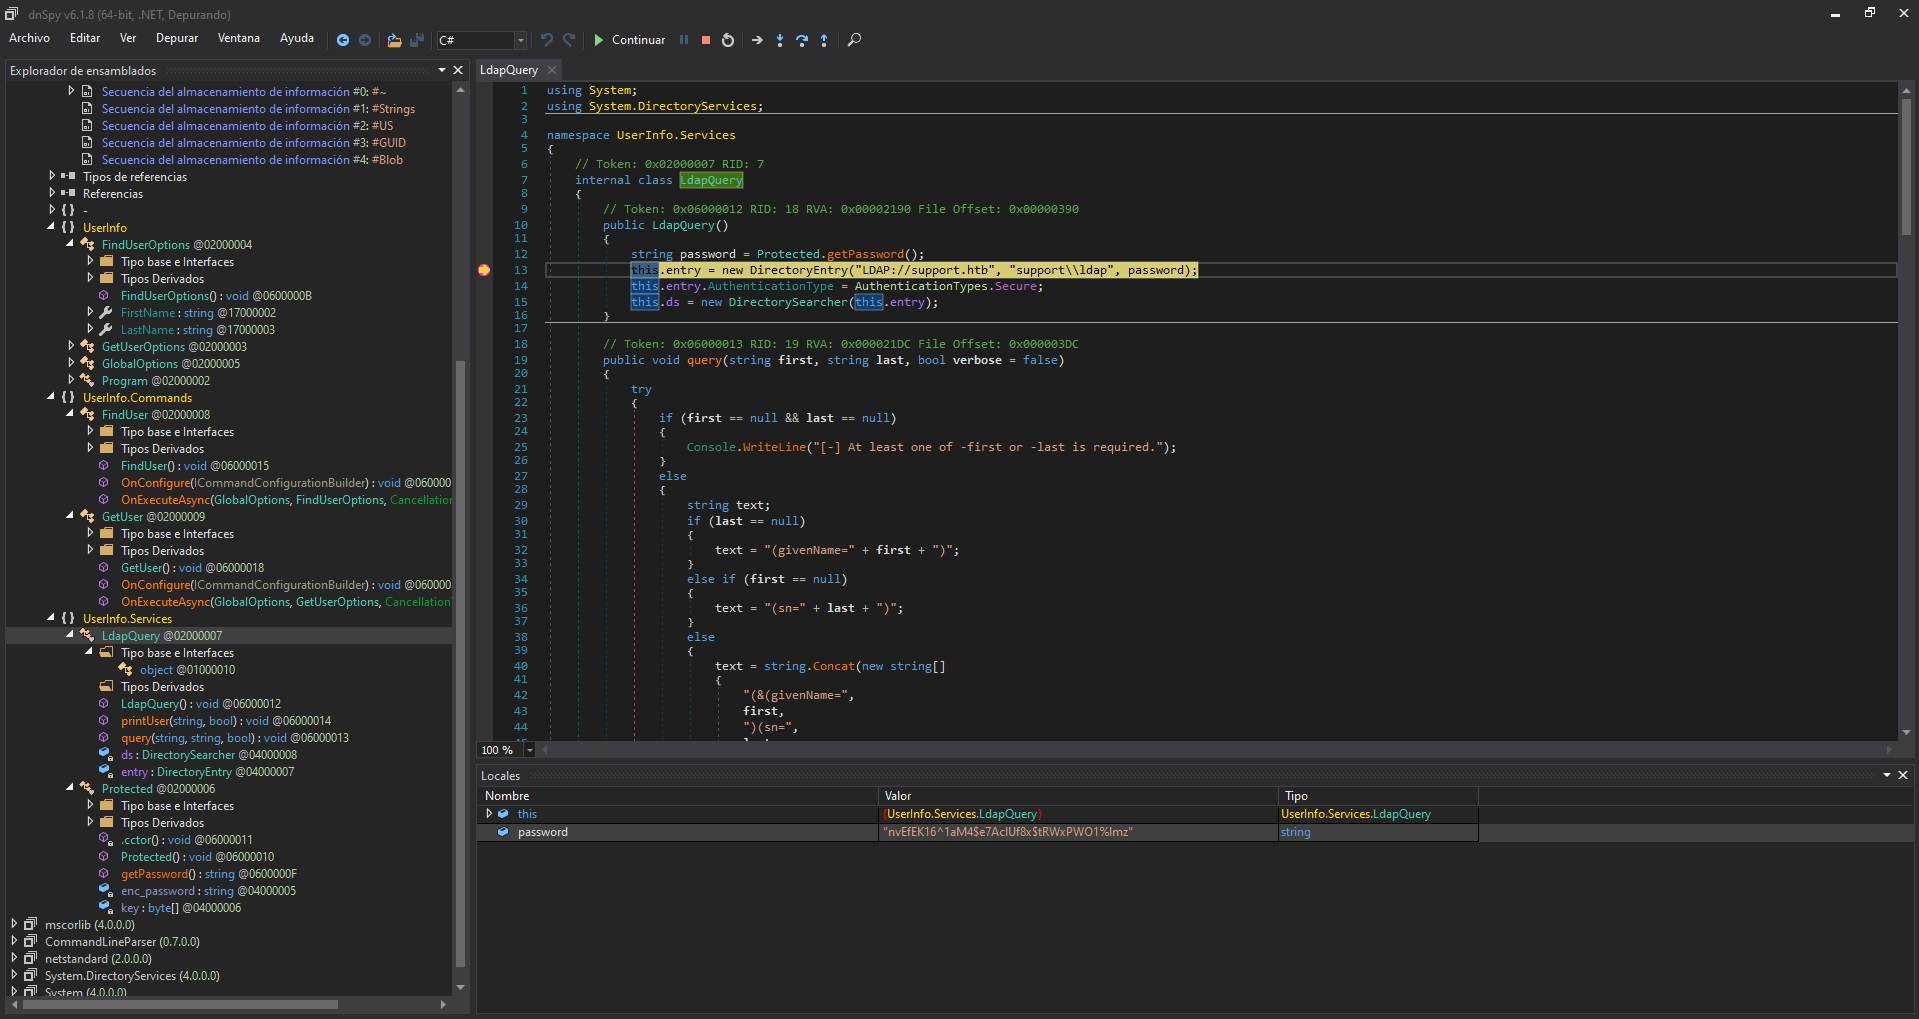 dnSpy v6.1.8 (64-bit, .NET, Depurando)
Archivo Editar Ver Depurar Ventana Ayuda C# Continuar
Explorador de ensamblados
Secuencia del almacenamiento de información #0: #~
Secuencia del almacenamiento de información #1: #Strings
Secuencia del almacenamiento de información #2: #US
Secuencia del almacenamiento de información #3: #GUID
Secuencia del almacenamiento de información #4: #Blob
Tipos de referencias
Referencias
{ } -
{ } UserInfo
FindUserOptions @02000004
Tipo base e Interfaces
Tipos Derivados
FindUserOptions() : void @0600000B
FirstName : string @17000002
LastName : string @17000003
GetUserOptions @02000003
GlobalOptions @02000005
Program @02000002
{ } UserInfo.Commands
FindUser @02000008
Tipo base e Interfaces
Tipos Derivados
FindUser() : void @06000015
OnConfigure(ICommandConfigurationBuilder) : void @060000
OnExecuteAsync(GlobalOptions, FindUserOptions, Cancellation
GetUser @02000009
Tipo base e Interfaces
Tipos Derivados
GetUser() : void @06000018
OnConfigure(ICommandConfigurationBuilder) : void @060000
OnExecuteAsync(GlobalOptions, GetUserOptions, Cancellation
{ } UserInfo.Services
LdapQuery @02000007
Tipo base e Interfaces
object @01000010
Tipos Derivados
LdapQuery() : void @06000012
printUser(string, bool) : void @06000014
query(string, string, bool) : void @06000013
ds : DirectorySearcher @04000008
entry : DirectoryEntry @04000007
Protected @02000006
Tipo base e Interfaces
Tipos Derivados
.cctor() : void @06000011
Protected() : void @06000010
getPassword() : string @0600000F
enc_password : string @04000005
key : byte[] @04000006
mscorlib (4.0.0.0)
CommandLineParser (0.7.0.0)
netstandard (2.0.0.0)
System.DirectoryServices (4.0.0.0)
System (4.0.0.0)
LdapQuery
1 using System;
2 using System.DirectoryServices;
3
4 namespace UserInfo.Services
5 {
6 // Token: 0x02000007 RID: 7
7 internal class LdapQuery
8 {
9 // Token: 0x06000012 RID: 18 RVA: 0x00002190 File Offset: 0x00000390
10 public LdapQuery()
11 {
12 string password = Protected.getPassword();
13 this.entry = new DirectoryEntry("LDAP://support.htb", "support\\ldap", password);
14 this.entry.AuthenticationType = AuthenticationTypes.Secure;
15 this.ds = new DirectorySearcher(this.entry);
16 }
17
18 // Token: 0x06000013 RID: 19 RVA: 0x000021DC File Offset: 0x000003DC
19 public void query(string first, string last, bool verbose = false)
20 {
21 try
22 {
23 if (first == null && last == null)
24 {
25 Console.WriteLine("[-] At least one of -first or -last is required.");
26 }
27 else
28 {
29 string text;
30 if (last == null)
31 {
32 text = "(givenName=" + first + ")";
33 }
34 else if (first == null)
35 {
36 text = "(sn=" + last + ")";
37 }
38 else
39 {
40 text = string.Concat(new string[]
41 {
42 "(&(givenName=",
43 first,
44 ")(sn=",
100 %
Locales
Nombre Valor Tipo
this {UserInfo.Services.LdapQuery} UserInfo.Services.LdapQuery
password "nvEfEK16^1aM4$e7AclUf8x$tRWxPWO1%lmz" string